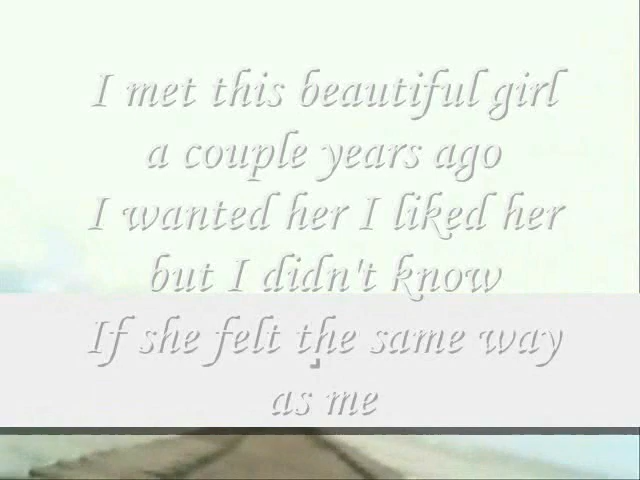 I met this beautiful girl
a couple years ago
I wanted her I liked her
but I didn't know
If she felt the same way
as me